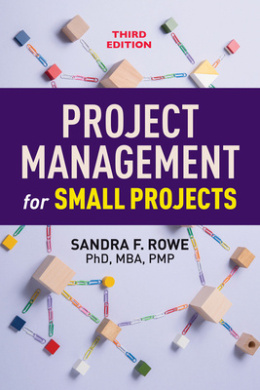 THIRD
EDITION
PROJECT
MANAGEMENT
for SMALL PROJECTS
SANDRA F. ROWE
PhD, MBA, PMP